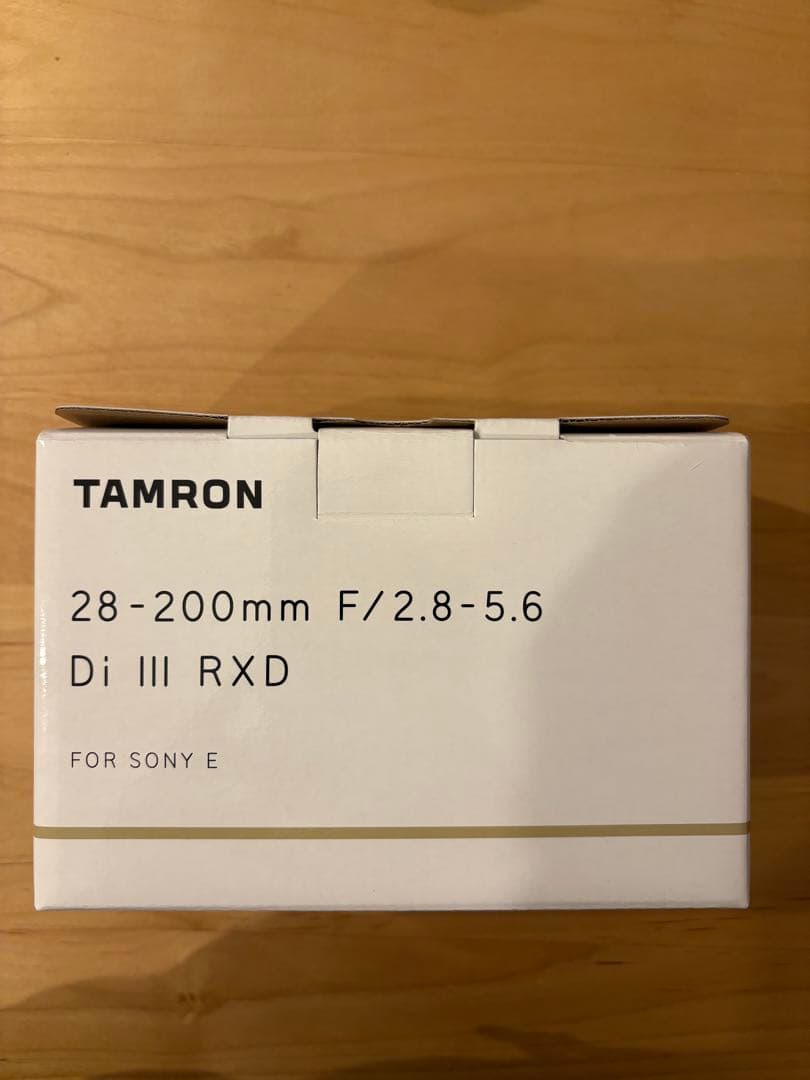 TAMRON
28-200mm F/2.8-5.6
Di III RXD
FOR SONY E